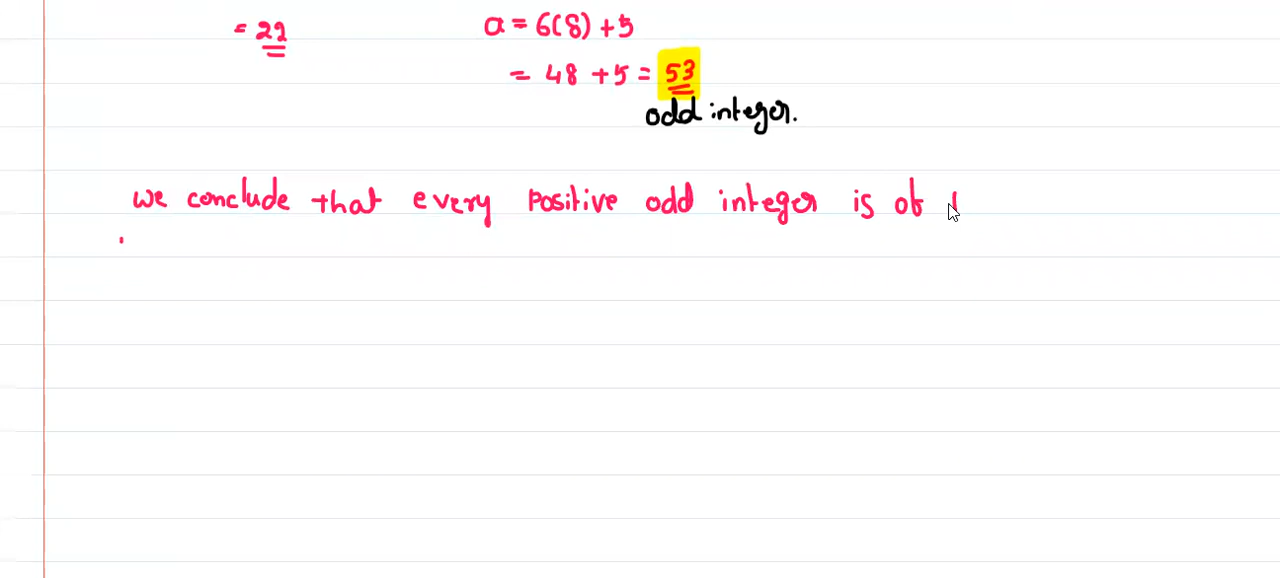 = 22
a = 6(8) + 5
= 48 + 5 = 53
odd integer.
we conclude that every positive odd integer is of